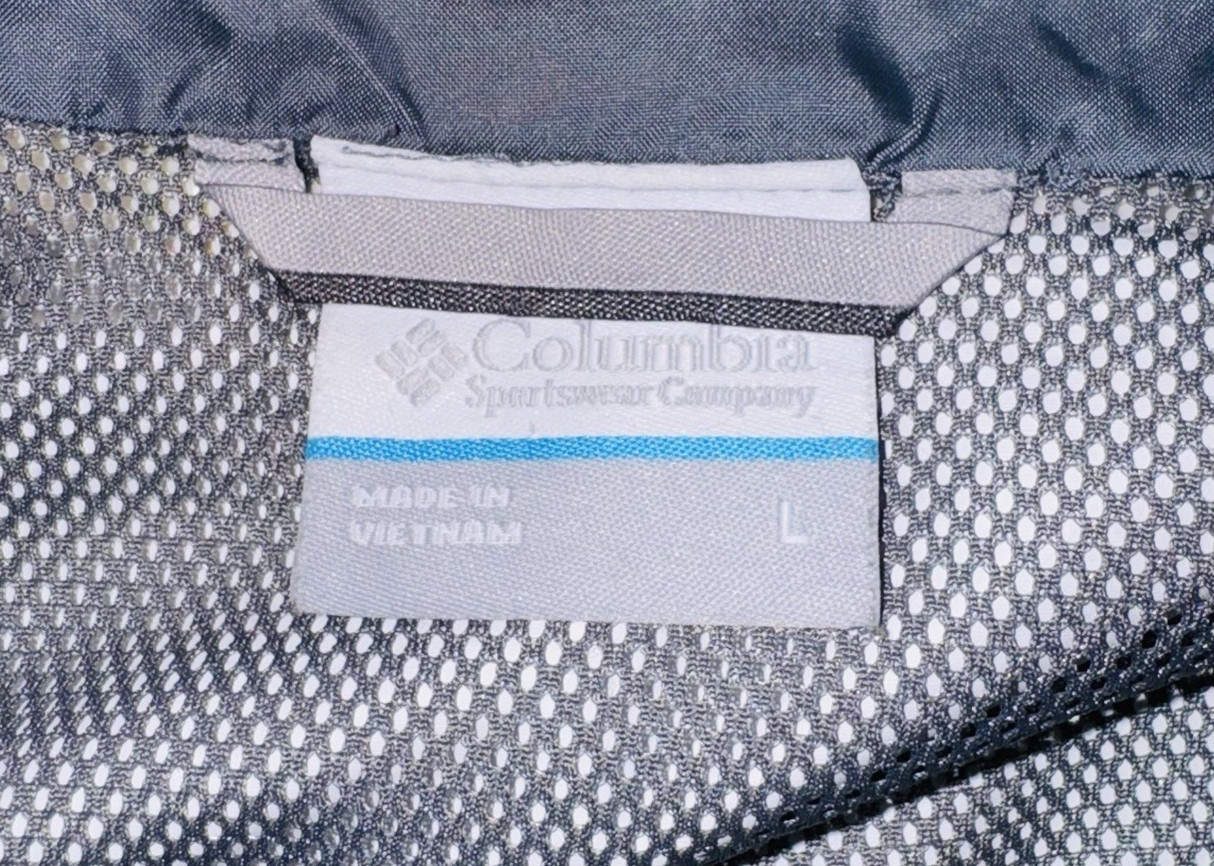 Columbia
Sportswear Company
MADE IN
VIETNAM
L